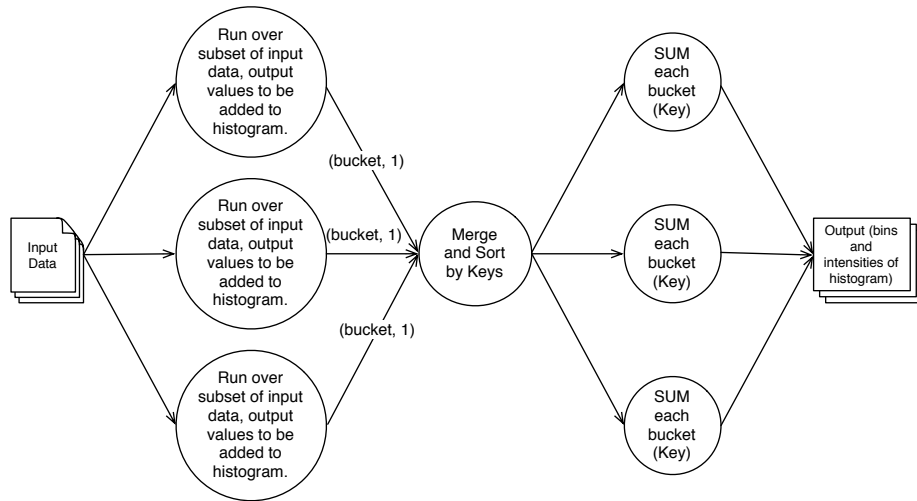 Run over
subset of input
data, output
values to be
added to
histogram.
SUM
each
bucket
(Key)
(bucket, 1)
Input
Data
Run over
subset of input
data, output
values to be
added to
histogram.
(bucket, 1)
Merge
and Sort
by Keys
SUM
each
bucket
(Key)
Output (bins
and
intensities of
histogram)
(bucket, 1)
Run over
subset of input
data, output
values to be
added to
histogram.
SUM
each
bucket
(Key)